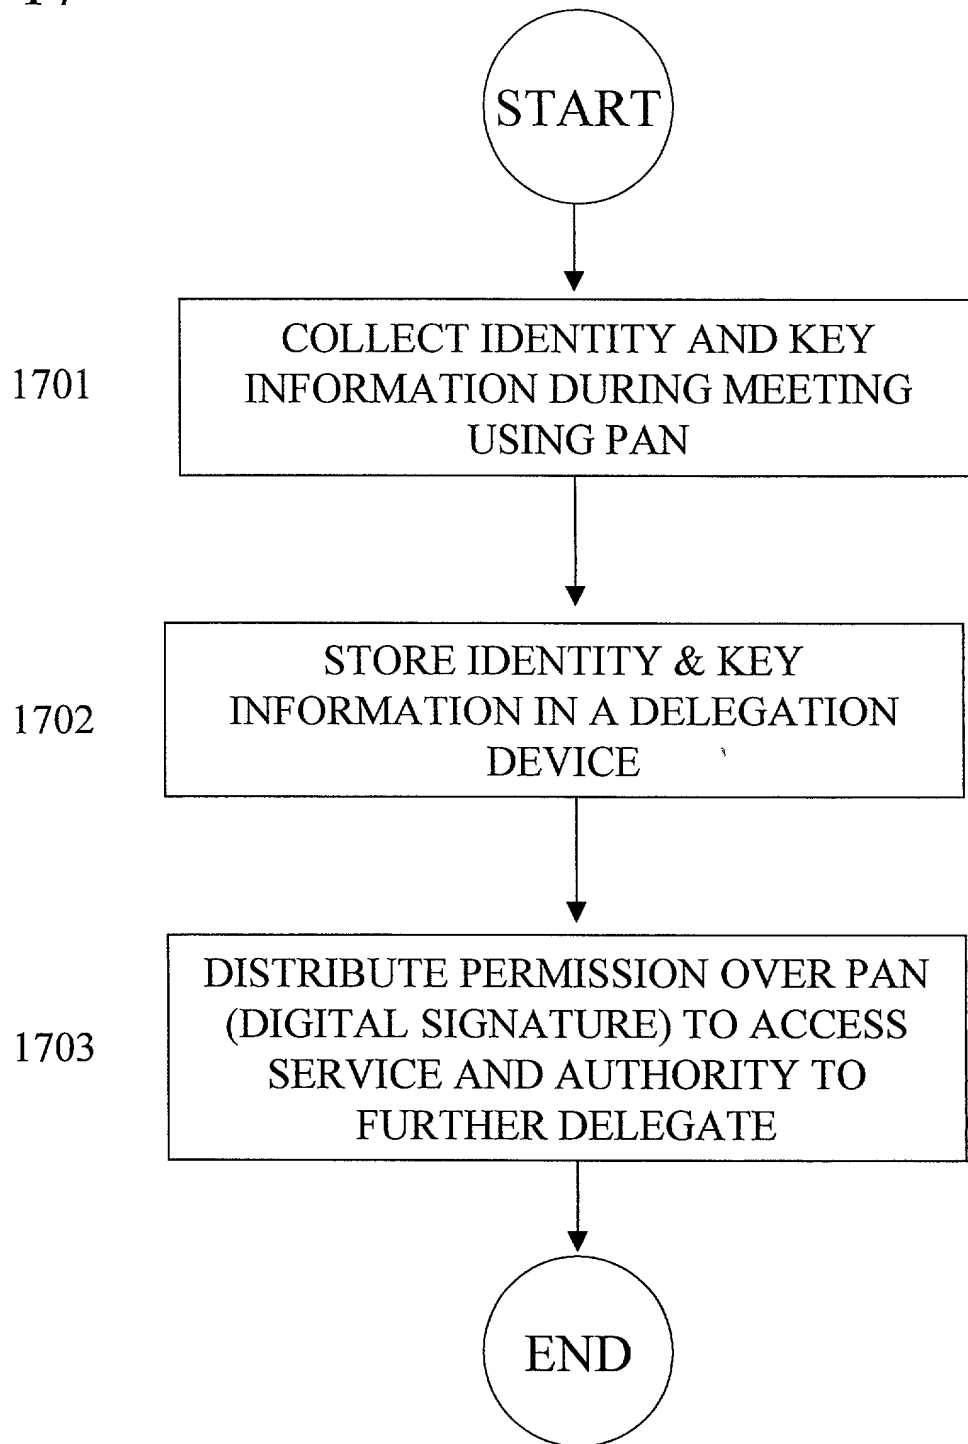 START
1701
COLLECT IDENTITY AND KEY
INFORMATION DURING MEETING
USING PAN
1702
STORE IDENTITY & KEY
INFORMATION IN A DELEGATION
DEVICE
1703
DISTRIBUTE PERMISSION OVER PAN
(DIGITAL SIGNATURE) TO ACCESS
SERVICE AND AUTHORITY TO
FURTHER DELEGATE
END